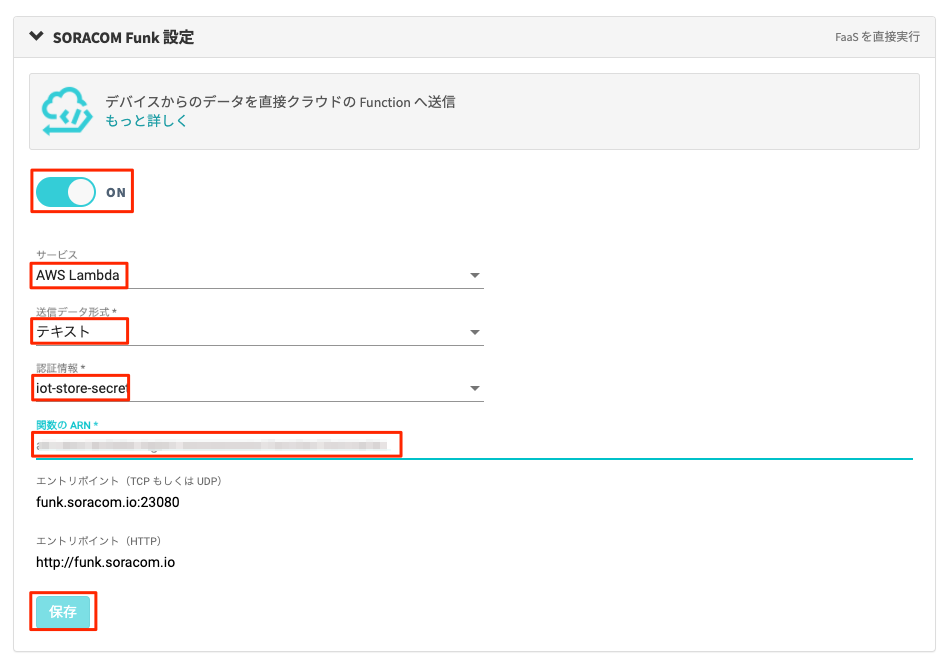 SORACOM Funk 設定
FaaS を直接実行
デバイスからのデータを直接クラウドの Function へ送信
もっと詳しく
ON
サービス
AWS Lambda
送信データ形式 *
テキスト
認証情報 *
iot-store-secret
関数の ARN *
エントリポイント（TCP もしくは UDP）
funk.soracom.io:23080
エントリポイント（HTTP）
http://funk.soracom.io
保存